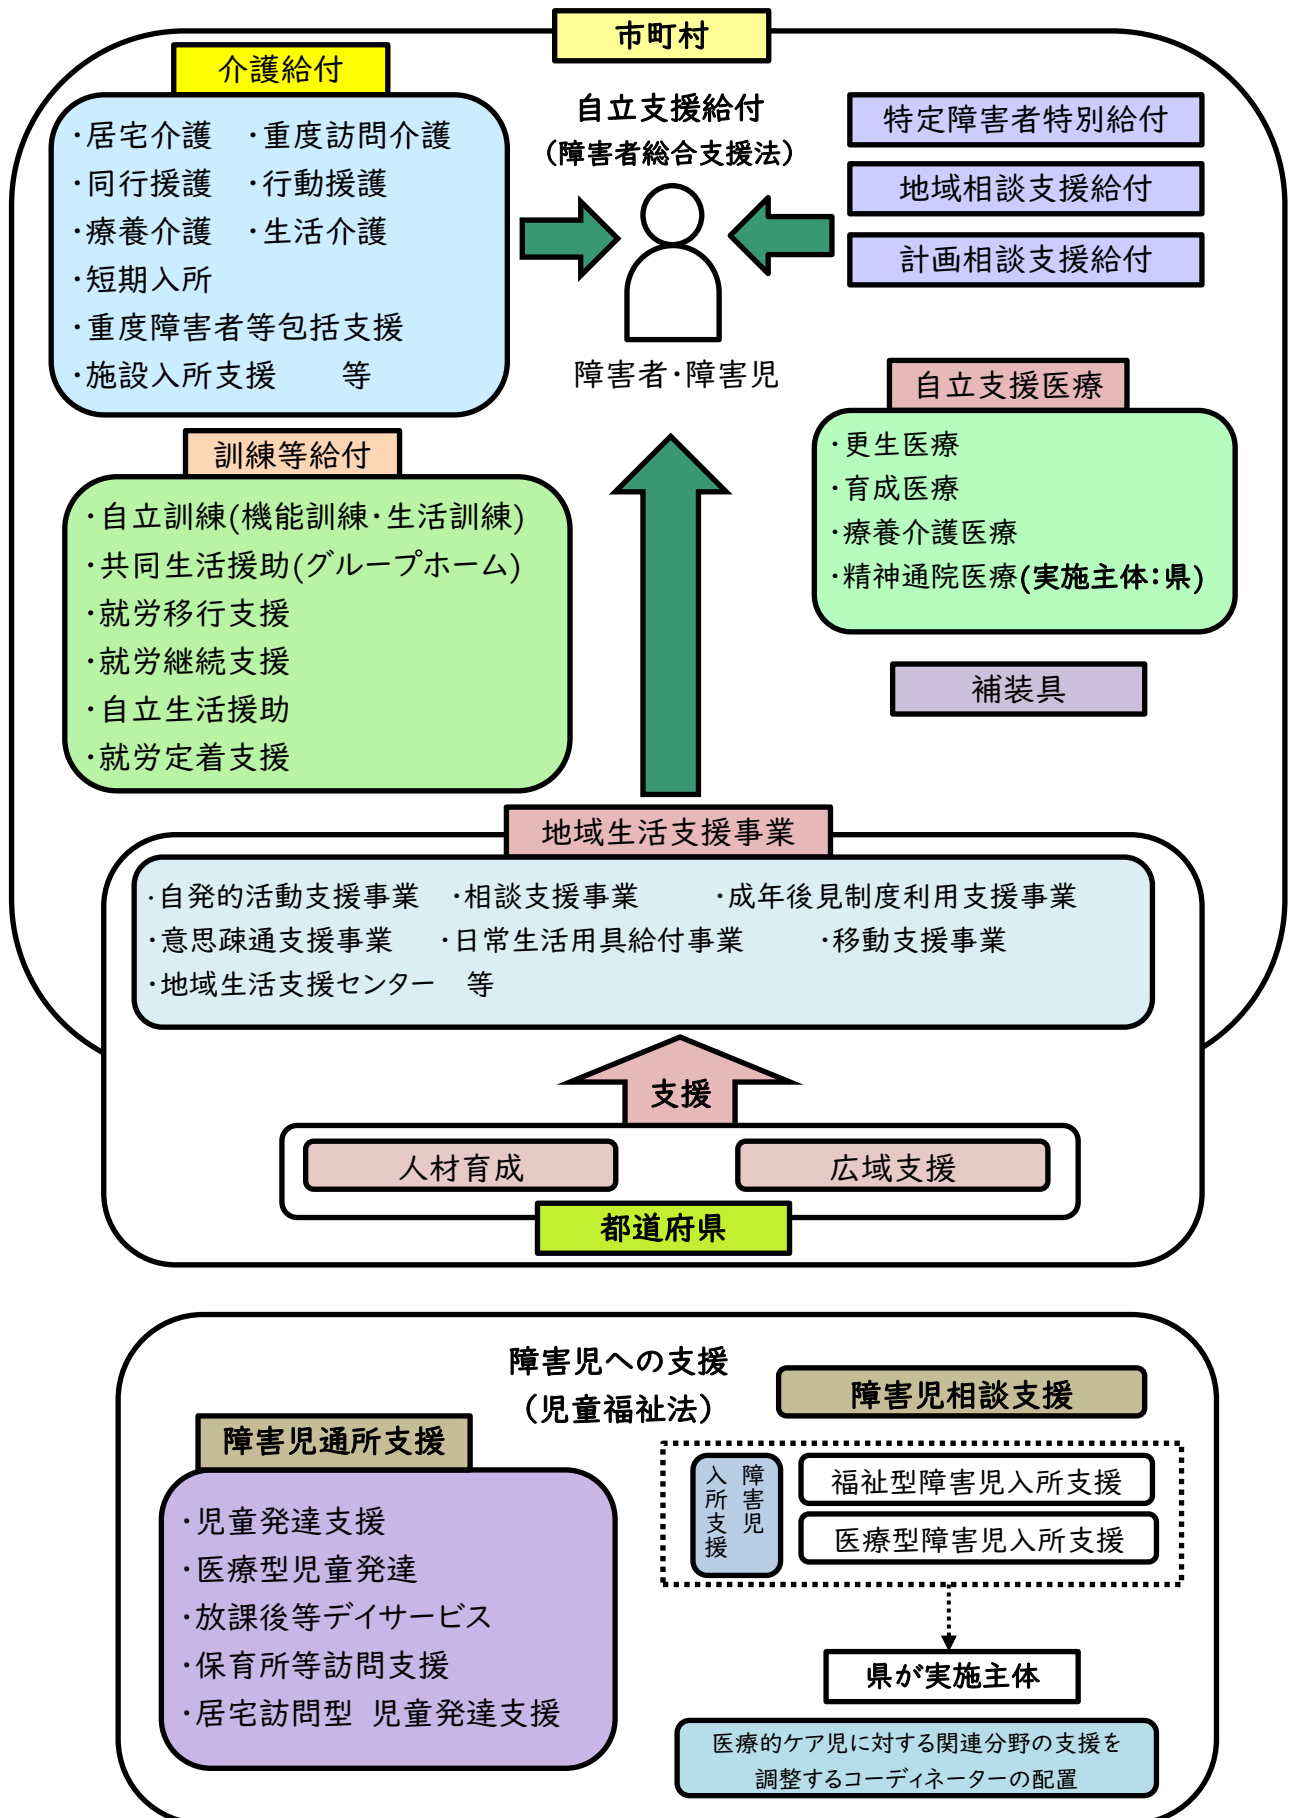 市町村
介護給付
・居宅介護　・重度訪問介護
・同行援護　・行動援護
・療養介護　・生活介護
・短期入所
・重度障害者等包括支援
・施設入所支援　　等
自立支援給付
（障害者総合支援法）
障害者・障害児
特定障害者特別給付
地域相談支援給付
計画相談支援給付
自立支援医療
・更生医療
・育成医療
・療養介護医療
・精神通院医療(実施主体：県)
補装具
訓練等給付
・自立訓練(機能訓練・生活訓練)
・共同生活援助(グループホーム)
・就労移行支援
・就労継続支援
・自立生活援助
・就労定着支援
地域生活支援事業
・自発的活動支援事業　・相談支援事業　　・成年後見制度利用支援事業
・意思疎通支援事業　・日常生活用具給付事業　　・移動支援事業
・地域生活支援センター　等
支援
人材育成
広域支援
都道府県
障害児への支援
（児童福祉法）
障害児通所支援
・児童発達支援
・医療型児童発達
・放課後等デイサービス
・保育所等訪問支援
・居宅訪問型 児童発達支援
障害児相談支援
障害児
入所支援
福祉型障害児入所支援
医療型障害児入所支援
県が実施主体
医療的ケア児に対する関連分野の支援を
調整するコーディネーターの配置